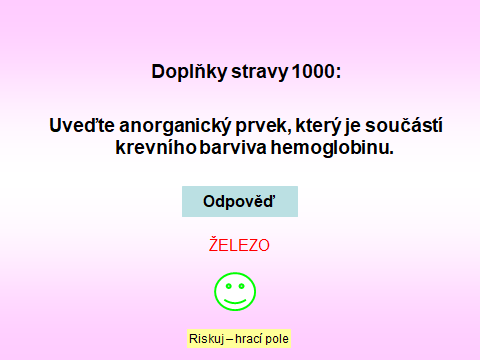 Doplňky stravy 1000:
Uveďte anorganický prvek, který je součástí
krevního barviva hemoglobinu.
Odpověď
ŽELEZO
Riskuj – hrací pole